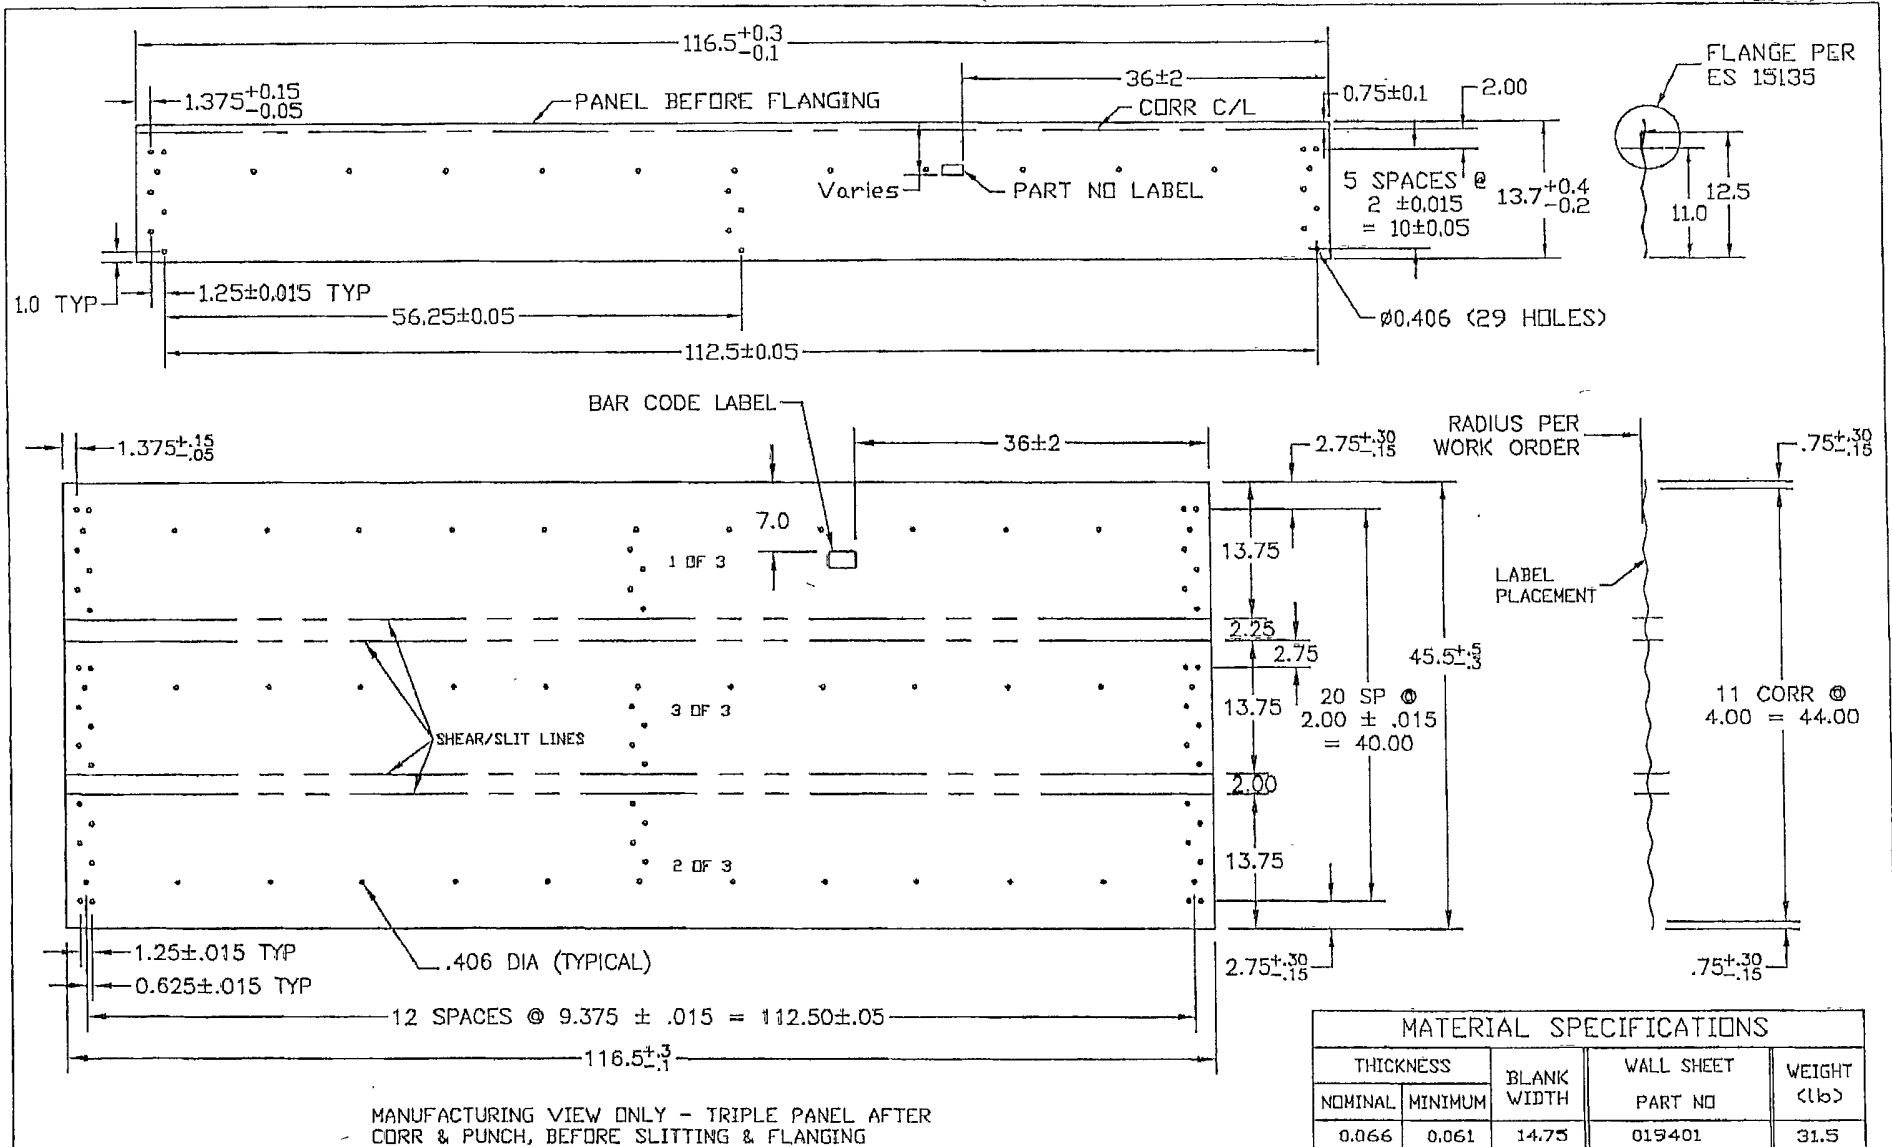 116.5+0.3 -0.1
36±2
FLANGE PER
ES 15135
1.375+0.15 -0.05
PANEL BEFORE FLANGING
CORR C/L
0.75±0.1
2.00
Varies
PART NO LABEL
5 SPACES @
2 ±0.015
= 10±0.05
13.7+0.4 -0.2
11.0
12.5
1.0 TYP
1.25±0.015 TYP
56.25±0.05
112.5±0.05
Ø0.406 (29 HOLES)
BAR CODE LABEL
1.375+.15 -.05
36±2
2.75+.30 -.15
RADIUS PER
WORK ORDER
.75+.30 -.15
7.0
1 OF 3
13.75
LABEL
PLACEMENT
2.25
2.75
45.5+.5 -.3
3 OF 3
13.75
20 SP @
2.00 ± .015
= 40.00
11 CORR @
4.00 = 44.00
SHEAR/SLIT LINES
2.00
2 OF 3
13.75
1.25±.015 TYP
.406 DIA (TYPICAL)
2.75+.30 -.15
.75+.30 -.15
0.625±.015 TYP
12 SPACES @ 9.375 ± .015 = 112.50±.05
116.5+.3 -.1
MANUFACTURING VIEW ONLY - TRIPLE PANEL AFTER
CORR & PUNCH, BEFORE SLITTING & FLANGING
MATERIAL SPECIFICATIONS
THICKNESS
BLANK
WIDTH
WALL SHEET
PART NO
WEIGHT
(lb)
NOMINAL MINIMUM
0.066 0.061 14.75 019401 31.5